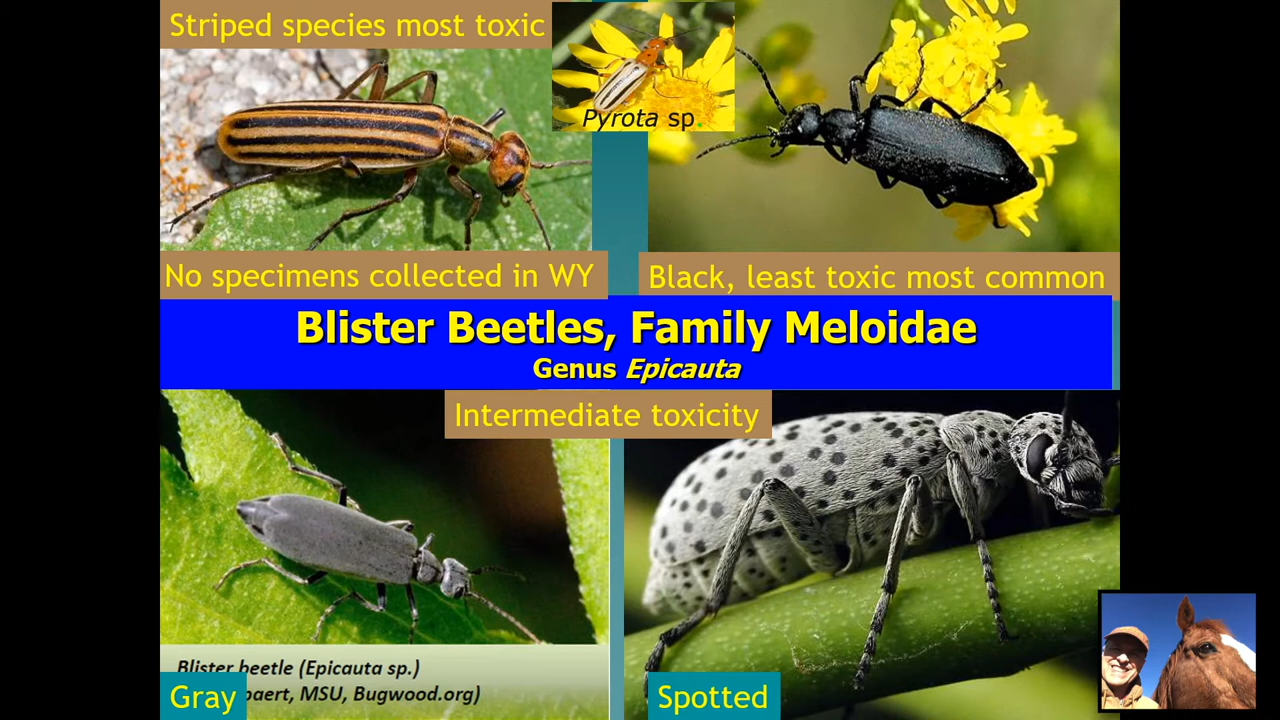 Striped species most toxic
Pyrota sp.
No specimens collected in WY
Black, least toxic most common
Blister Beetles, Family Meloidae
Genus Epicauta
Intermediate toxicity
Blister beetle (Epicauta sp.)
Gray
baert, MSU, Bugwood.org)
Spotted